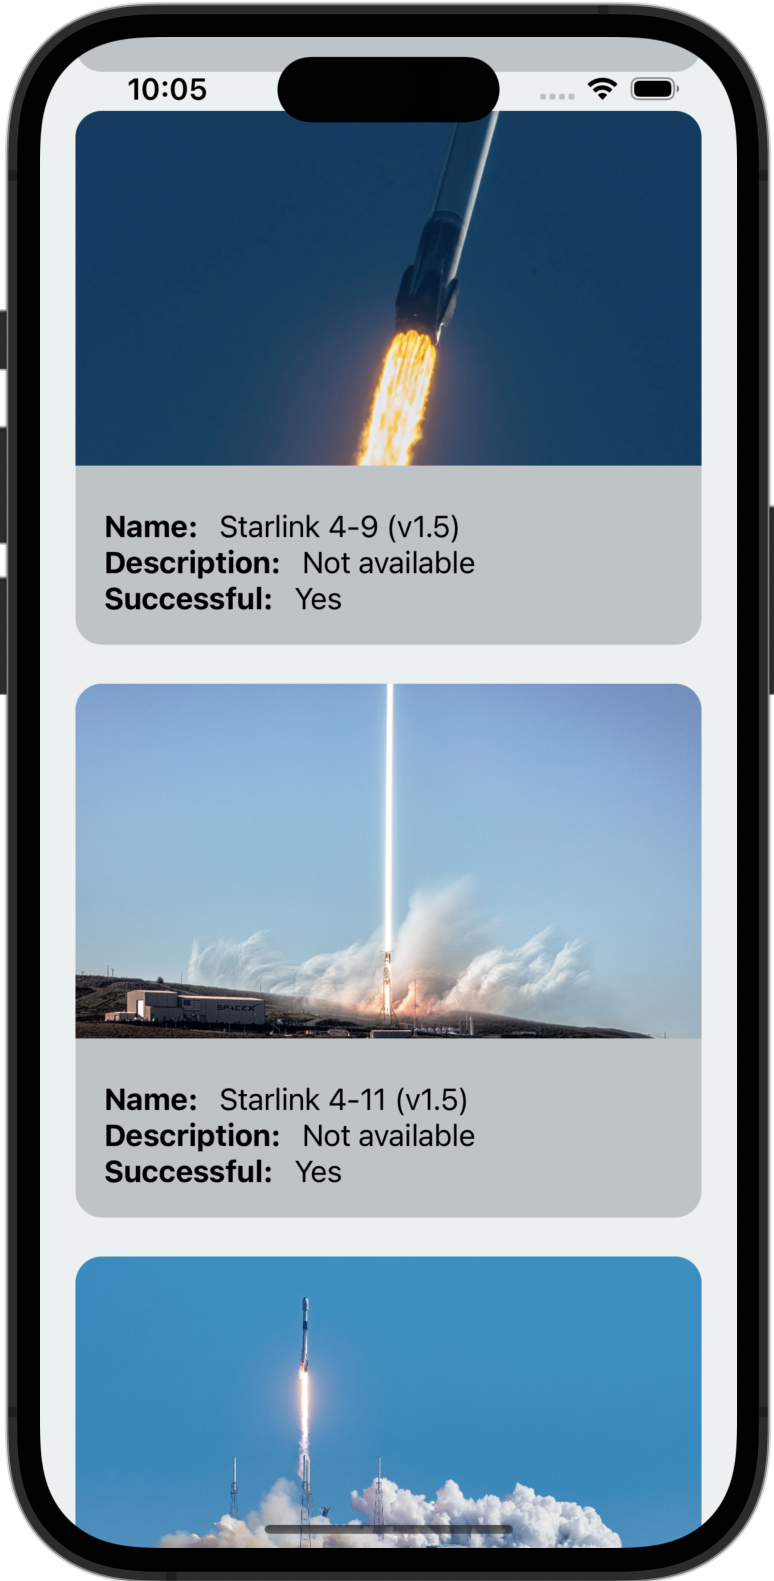 10:05
Name: Starlink 4-9 (v1.5)
Description: Not available
Successful: Yes
SPACEX
Name: Starlink 4-11 (v1.5)
Description: Not available
Successful: Yes